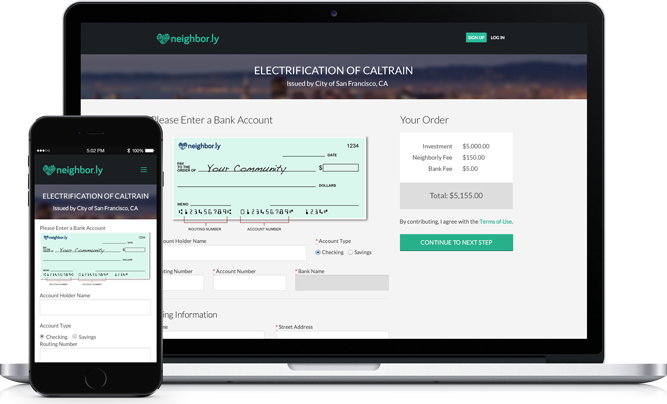 neighbor.ly
SIGN UP
LOG IN
ELECTRIFICATION OF CALTRAIN
Issued by City of San Francisco, CA
Please Enter a Bank Account
neighbor.ly
1234
DATE
PAY
TO THE
ORDER OF
Your Community
$
DOLLARS
MEMO
ROUTING NUMBER
ACCOUNT NUMBER
ccount Holder Name
* Account Type
Checking
Savings
outing Number
* Account Number
* Bank Name
ing Information
* Street Address
Your Order
Investment $5,000.00
Neighborly Fee $150.00
Bank Fee $5.00
Total: $5,155.00
By contributing, I agree with the Terms of Use.
CONTINUE TO NEXT STEP
5:02 PM
100%
neighbor.ly
ELECTRIFICATION OF CALTRAIN
Issued by City of San Francisco, CA
Please Enter a Bank Account
neighbor.ly
1234
Your Community
ROUTING NUMBER
ACCOUNT NUMBER
Account Holder Name
Account Type
Checking
Savings
Routing Number